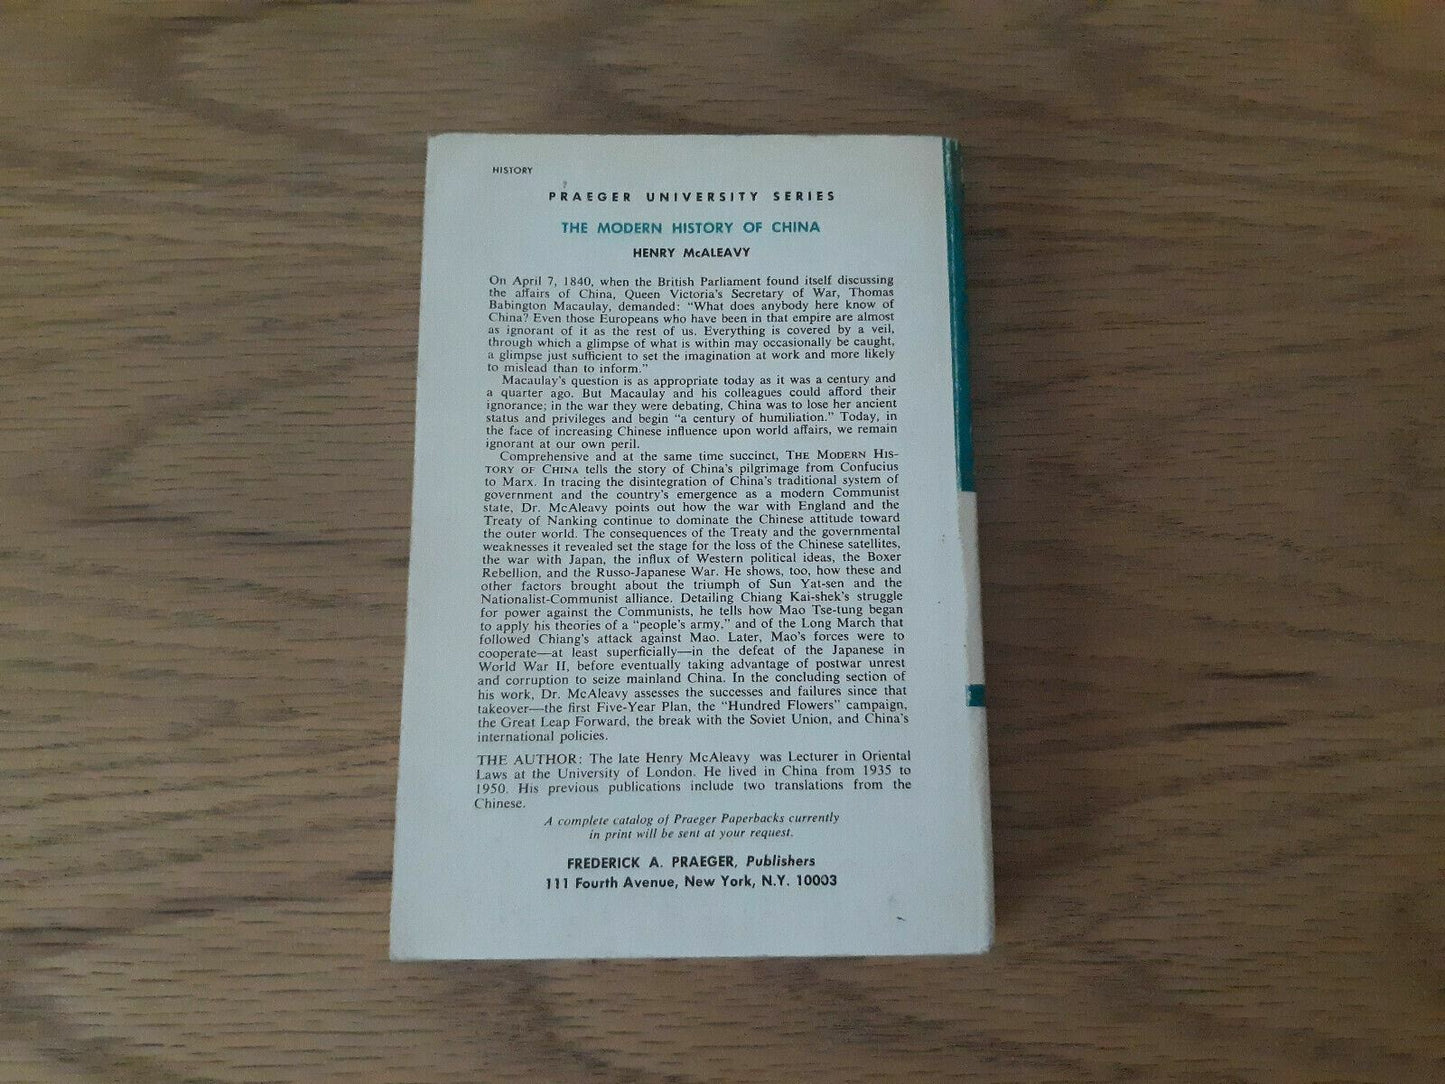 HISTORY
PRAEGER UNIVERSITY SERIES
THE MODERN HISTORY OF CHINA
HENRY McALEAVY
On April 7, 1840, when the British Parliament found itself discussing
the affairs of China, Queen Victoria's Secretary of War, Thomas
Babington Macaulay, demanded: "What does anybody here know of
China? Even those Europeans who have been in that empire are almost
as ignorant of it as the rest of us. Everything is covered by a veil,
through which a glimpse of what is within may occasionally be caught,
a glimpse just sufficient to set the imagination at work and more likely
to mislead than to inform."
Macaulay's question is as appropriate today as it was a century and
a quarter ago. But Macaulay and his colleagues could afford their
ignorance; in the war they were debating, China was to lose her ancient
status and privileges and begin "a century of humiliation." Today, in
the face of increasing Chinese influence upon world affairs, we remain
ignorant at our own peril.
Comprehensive and at the same time succinct, THE MODERN HIS-
TORY OF CHINA tells the story of China's pilgrimage from Confucius
to Marx. In tracing the disintegration of China's traditional system of
government and the country's emergence as a modern Communist
state, Dr. McAleavy points out how the war with England and the
Treaty of Nanking continue to dominate the Chinese attitude toward
the outer world. The consequences of the Treaty and the governmental
weaknesses it revealed set the stage for the loss of the Chinese satellites,
the war with Japan, the influx of Western political ideas, the Boxer
Rebellion, and the Russo-Japanese War. He shows, too, how these and
other factors brought about the triumph of Sun Yat-sen and the
Nationalist-Communist alliance. Detailing Chiang Kai-shek's struggle
for power against the Communists, he tells how Mao Tse-tung began
to apply his theories of a "people's army," and of the Long March that
followed Chiang's attack against Mao. Later, Mao's forces were to
cooperate—at least superficially—in the defeat of the Japanese in
World War II, before eventually taking advantage of postwar unrest
and corruption to seize mainland China. In the concluding section of
his work, Dr. McAleavy assesses the successes and failures since that
takeover—the first Five-Year Plan, the "Hundred Flowers" campaign,
the Great Leap Forward, the break with the Soviet Union, and China's
international policies.
THE AUTHOR: The late Henry McAleavy was Lecturer in Oriental
Laws at the University of London. He lived in China from 1935 to
1950. His previous publications include two translations from the
Chinese.
A complete catalog of Praeger Paperbacks currently
in print will be sent at your request.
FREDERICK A. PRAEGER, Publishers
111 Fourth Avenue, New York, N.Y. 10003